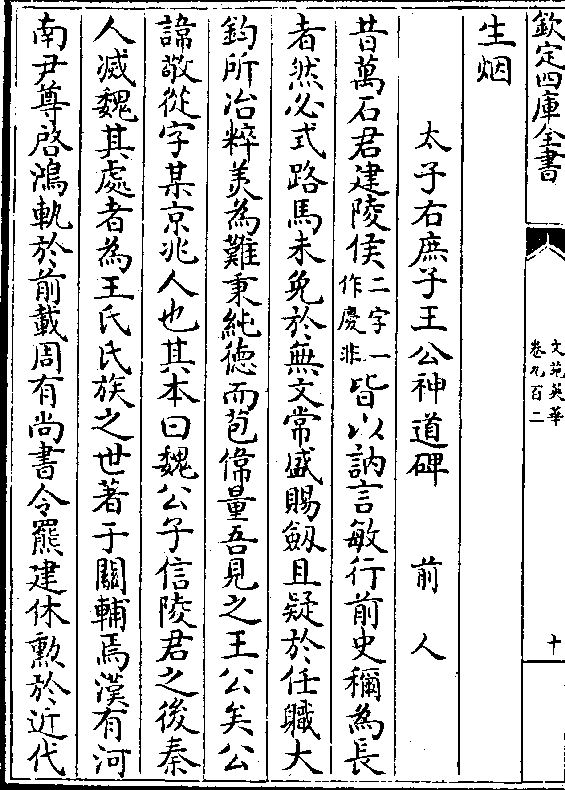 欽定四庫全書
文苑英華
卷九百二
十
生烟
太子右庶子王公神道碑 前人
昔萬石君建陵侯二字一作慶非皆以訥言敏行前史稱為長
者然必式路馬未免於無文常盛賜劔且疑於任職大
鈞所冶粹美為難秉純德而苞偉量吾見之王公矣公
諱敬從字某京兆人也其本曰魏公子信陵君之後秦
人滅魏其處者為王氏氏族之世著于關輔焉漢有河
南尹尊啓鴻軌於前載周有尚書令羆建休勲於近代